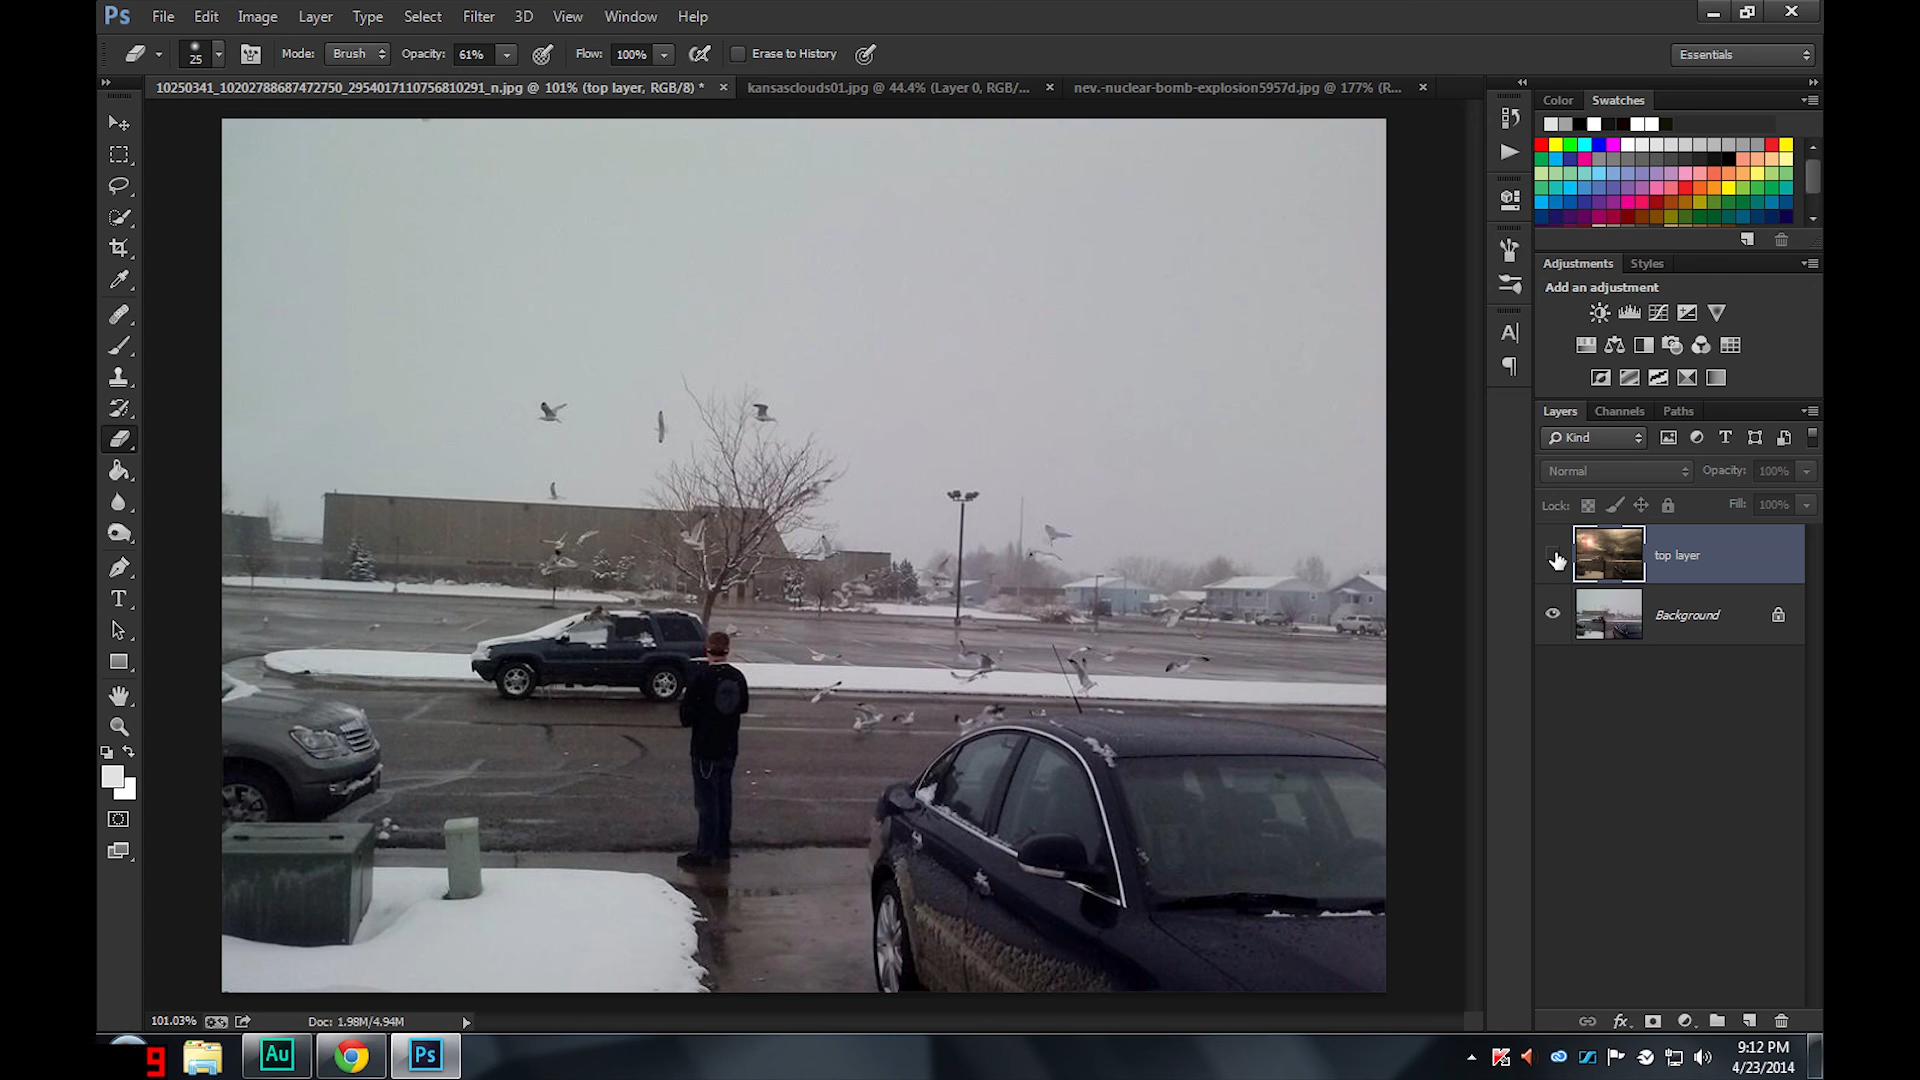 Ps File Edit Image Layer Type Select Filter 3D View Window Help
25 Mode: Brush Opacity: 61% Flow: 100% Erase to History Essentials
10250341_10202788687472750_2954017110756810291_n.jpg @ 101% (top layer, RGB/8) * kansasclouds01.jpg @ 44.4% (Layer 0, RGB/... nev.-nuclear-bomb-explosion5957d.jpg @ 177% (R...
Color Swatches
Adjustments Styles
Add an adjustment
Layers Channels Paths
Kind
Normal Opacity: 100%
Lock: Fill: 100%
top layer
Background
101.03% Doc: 1.98M/4.94M
9 Au Ps
9:12 PM
4/23/2014